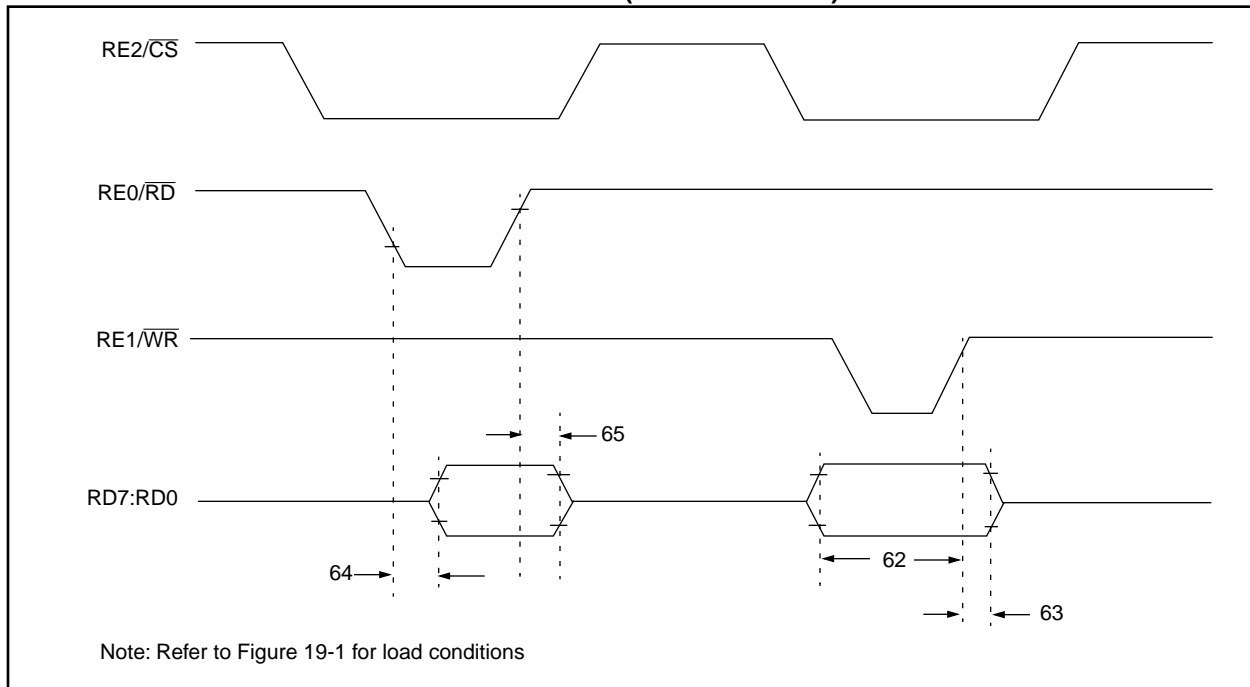 RE2/CS
RE0/RD
RE1/WR
65
RD7:RD0
64
62
63
Note: Refer to Figure 19-1 for load conditions